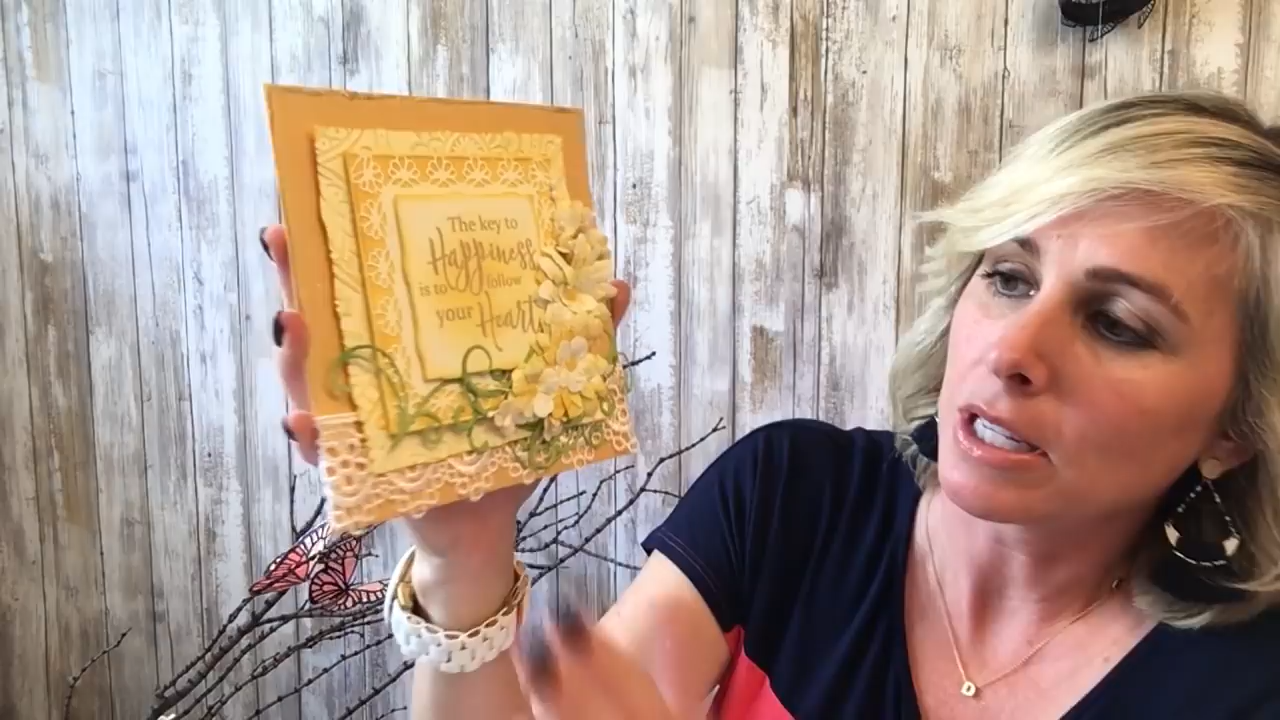 The key to
Happiness
is to follow
your Heart
D